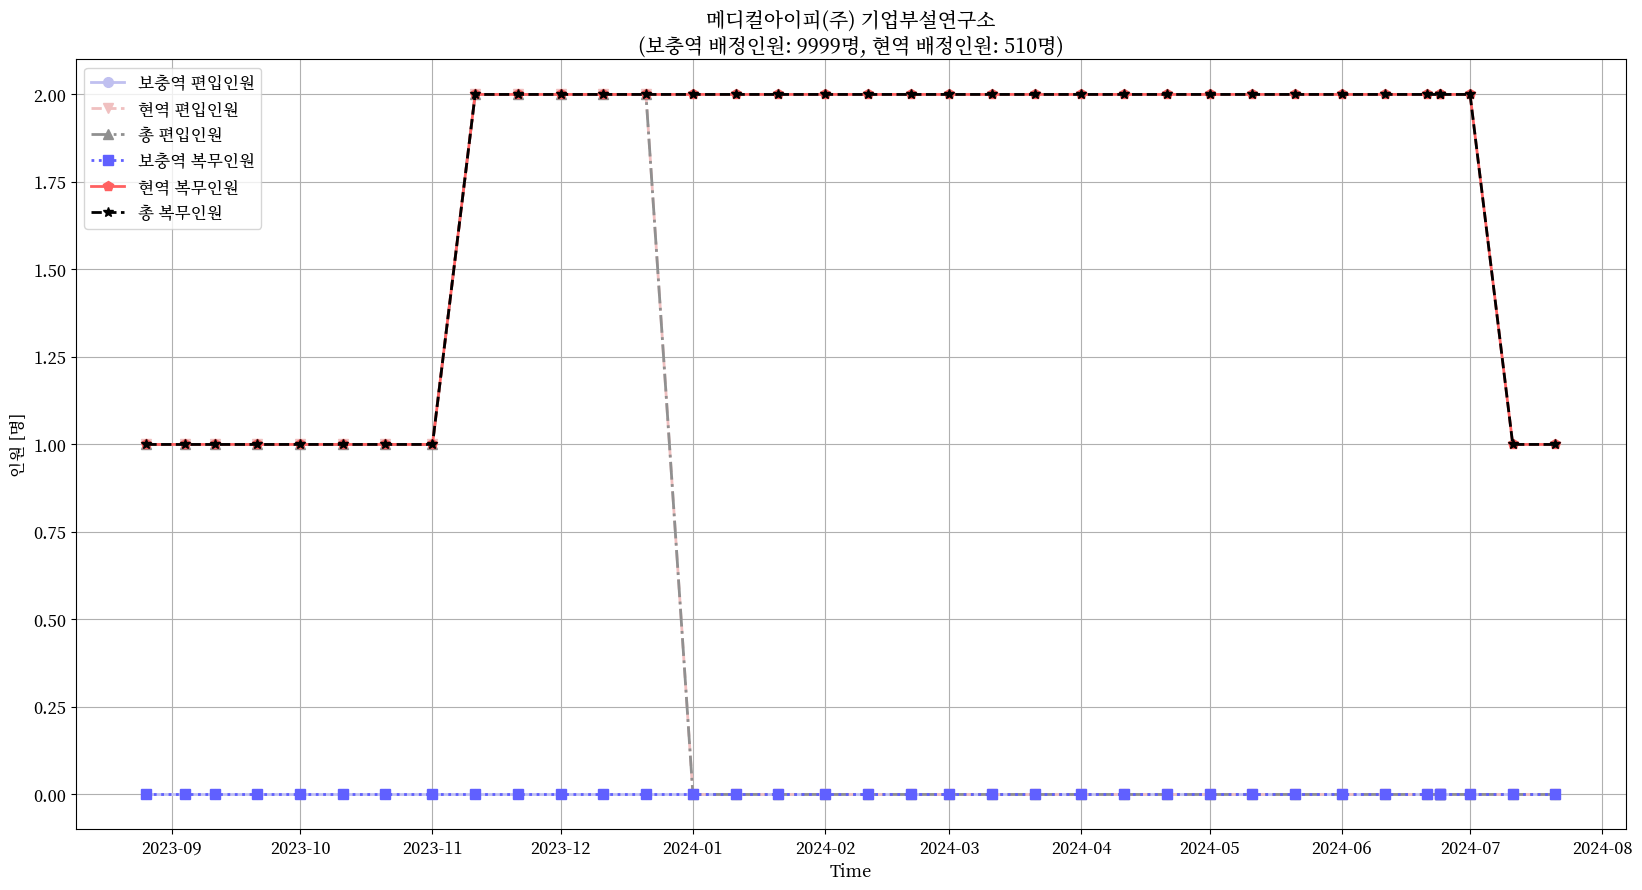 메디컬아이피(주) 기업부설연구소
(보충역 배정인원: 9999명, 현역 배정인원: 510명)
보충역 편입인원
현역 편입인원
총 편입인원
보충역 복무인원
현역 복무인원
총 복무인원
2.00
1.75
1.50
1.25
1.00
0.75
0.50
0.25
0.00
인원 [명]
2023-09
2023-10
2023-11
2023-12
2024-01
2024-02
2024-03
2024-04
2024-05
2024-06
2024-07
2024-08
Time